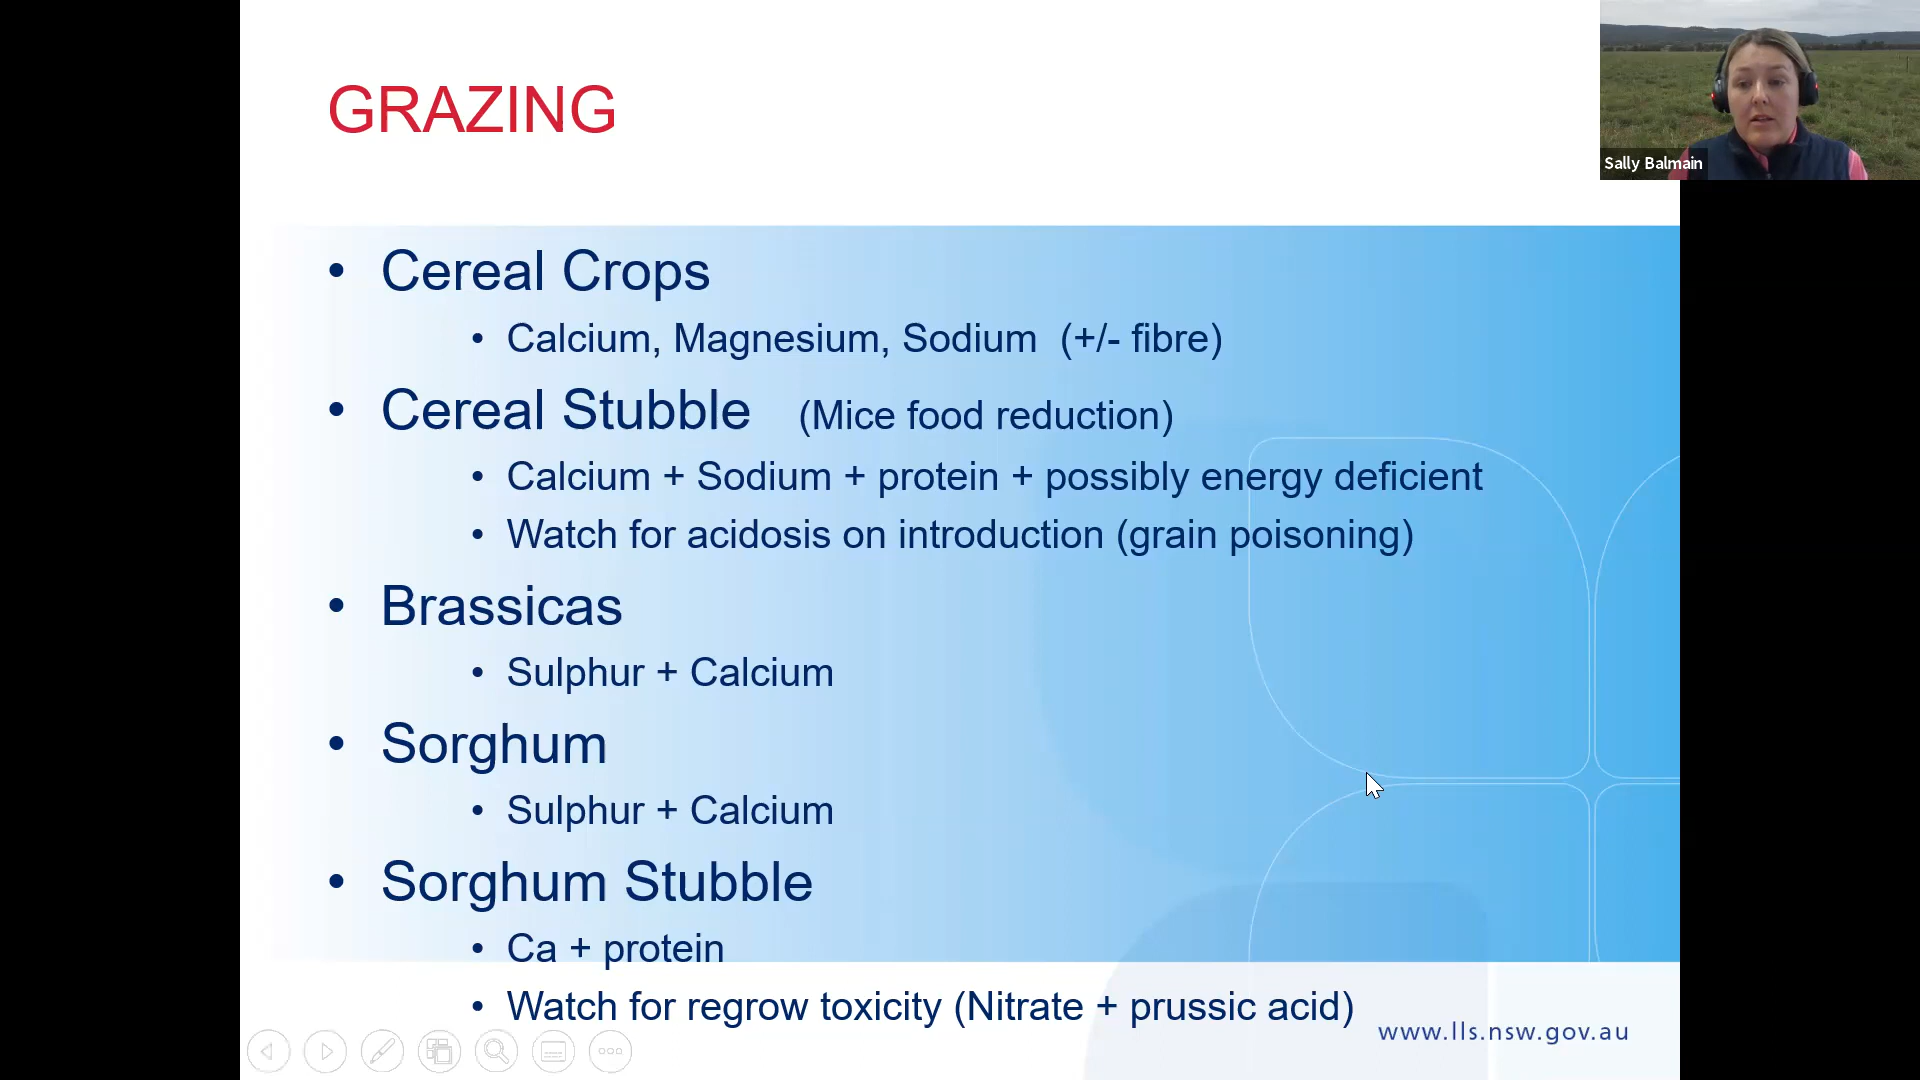 GRAZING
Sally Balmain
• Cereal Crops
• Calcium, Magnesium, Sodium (+/- fibre)
• Cereal Stubble (Mice food reduction)
• Calcium + Sodium + protein + possibly energy deficient
• Watch for acidosis on introduction (grain poisoning)
• Brassicas
• Sulphur + Calcium
• Sorghum
• Sulphur + Calcium
• Sorghum Stubble
• Ca + protein
• Watch for regrow toxicity (Nitrate + prussic acid)
www.lls.nsw.gov.au